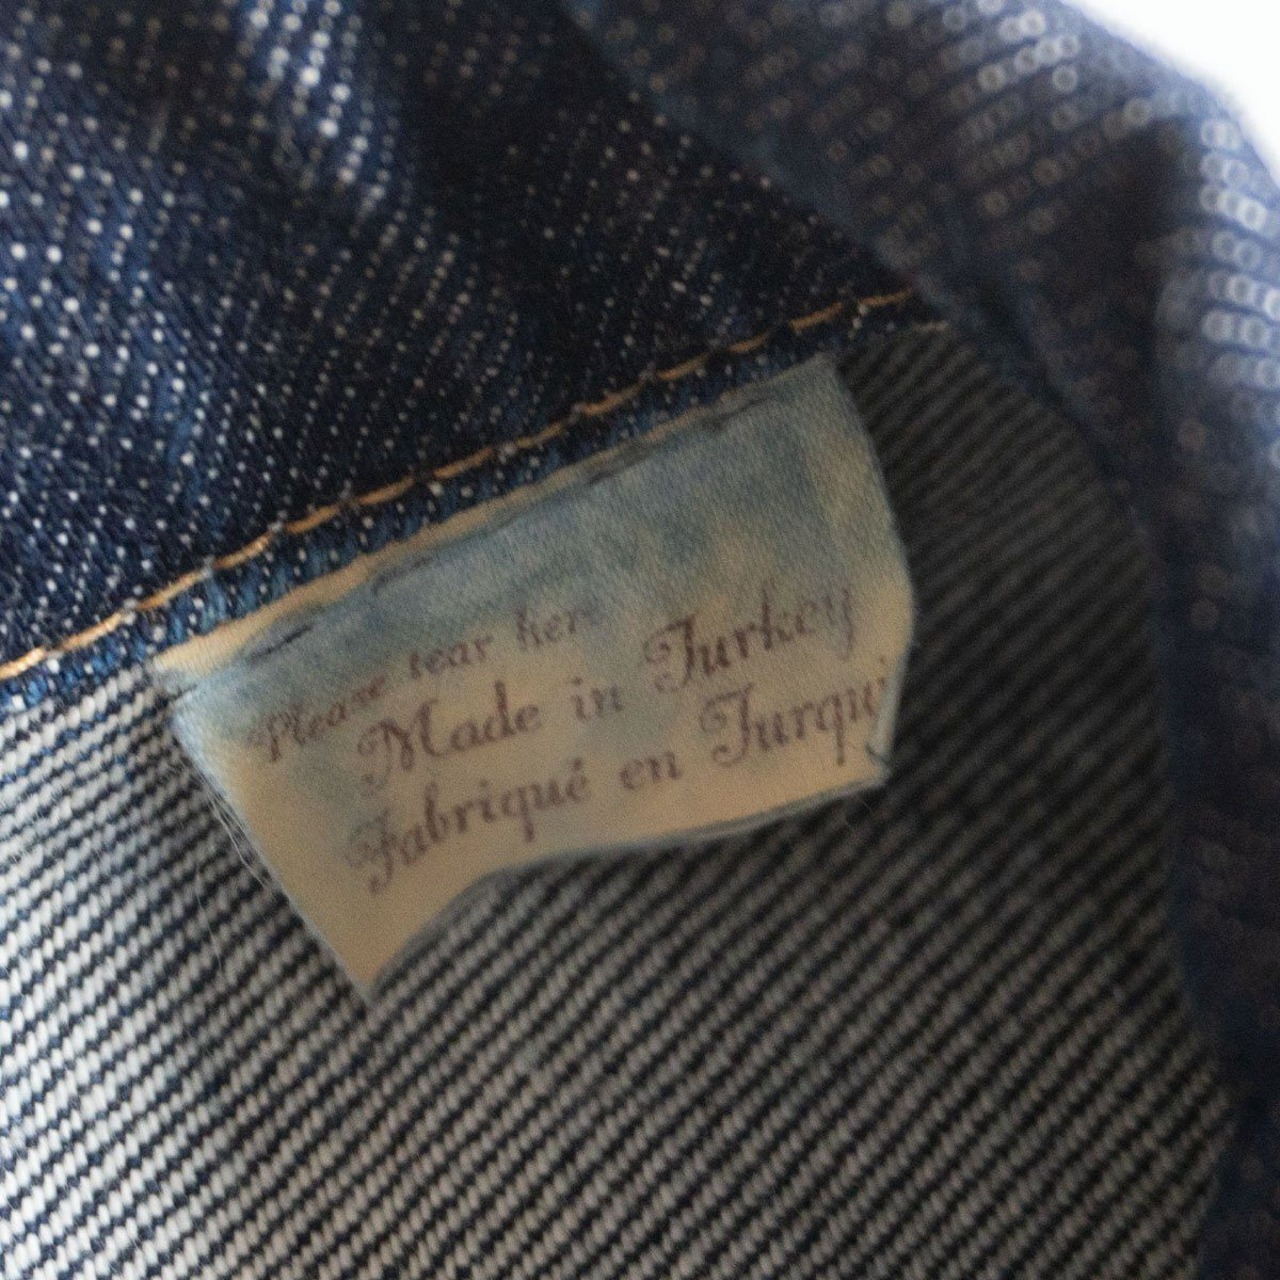 Please tear here
Made in Turkey
Fabriqué en Turqui